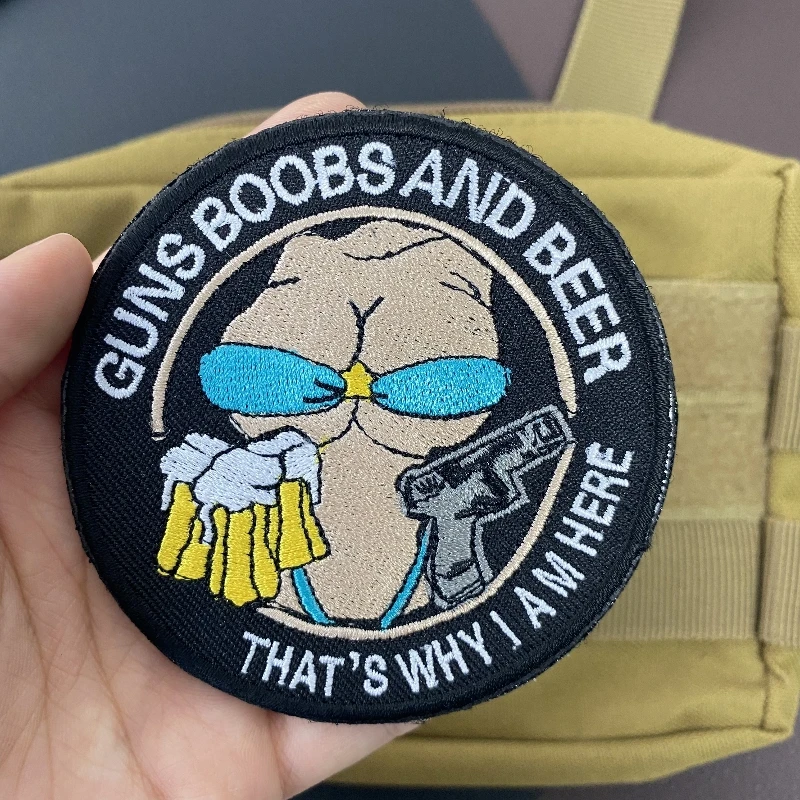 GUNS BOOBS AND BEER
THAT'S WHY I AM HERE